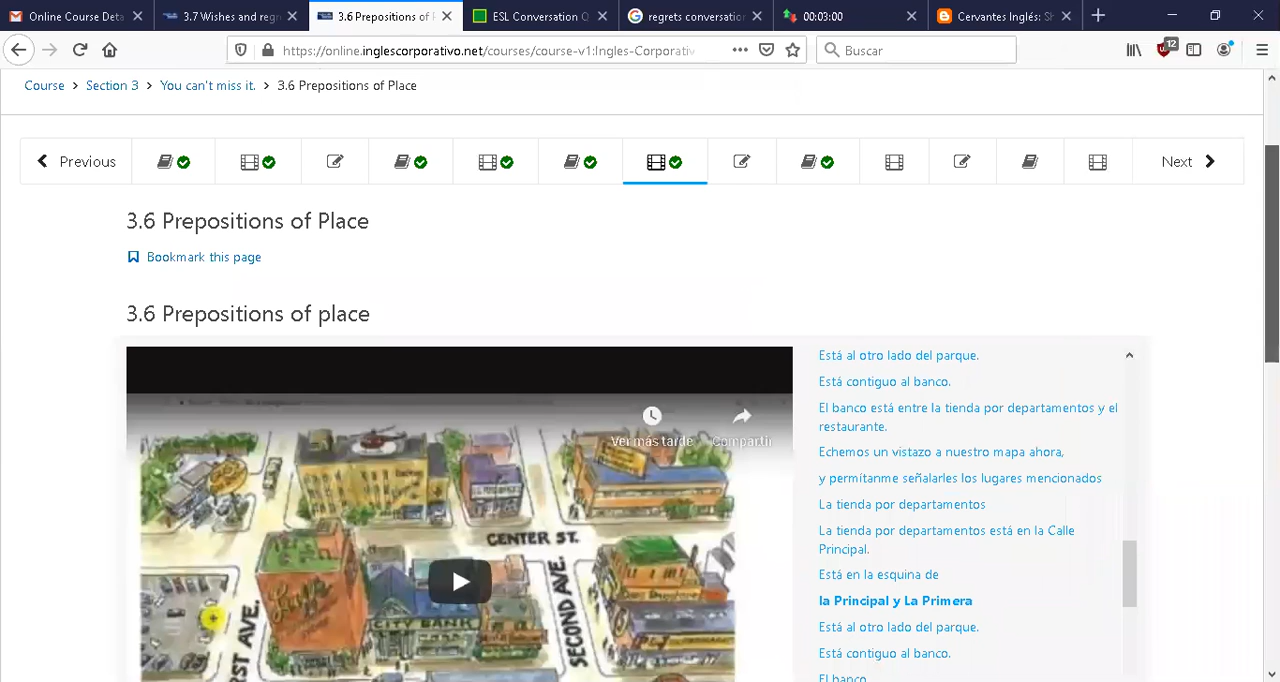 Online Course Deta
3.7 Wishes and regr
3.6 Prepositions of P
ESL Conversation Q
regrets conversation
00:03:00
Cervantes Inglés: Sh
https://online.inglescorporativo.net/courses/course-v1:Ingles-Corporativ
Buscar
12
Course > Section 3 > You can't miss it. > 3.6 Prepositions of Place
Previous
Next
3.6 Prepositions of Place
Bookmark this page
3.6 Prepositions of place
Ver más tarde
Compartir
CENTER ST.
SECOND AVE.
CITY BANK
ST AVE.
Está al otro lado del parque.
Está contiguo al banco.
El banco está entre la tienda por departamentos y el
restaurante.
Echemos un vistazo a nuestro mapa ahora,
y permítanme señalarles los lugares mencionados
La tienda por departamentos
La tienda por departamentos está en la Calle
Principal.
Está en la esquina de
la Principal y La Primera
Está al otro lado del parque.
Está contiguo al banco.
El banco